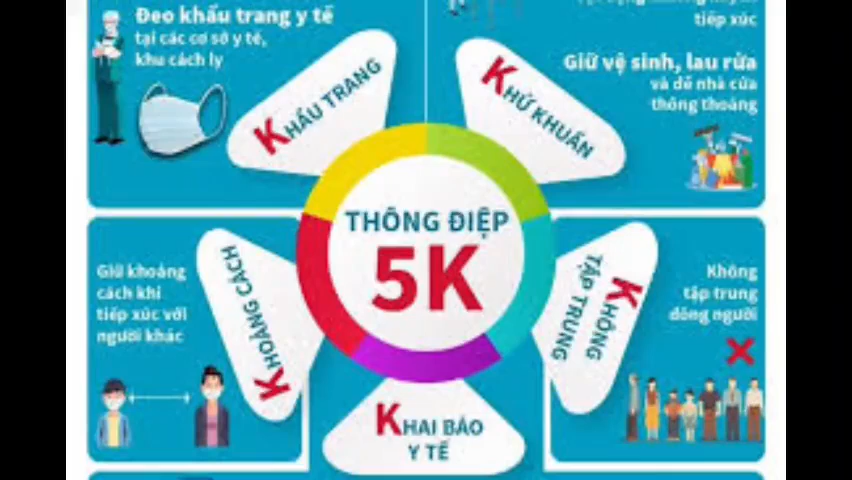 Đeo khẩu trang y tế
tại các cơ sở y tế,
khu cách ly
KHẨU TRANG
KHỬ KHUẨN
tiếp xúc
Giữ vệ sinh, lau rửa
và để nhà cửa
thông thoáng
THÔNG ĐIỆP
5K
Giữ khoảng
cách khi
tiếp xúc với
người khác
KHOẢNG CÁCH
KHÔNG
TẬP TRUNG
Không
tập trung
đông người
KHAI BÁO
Y TẾ